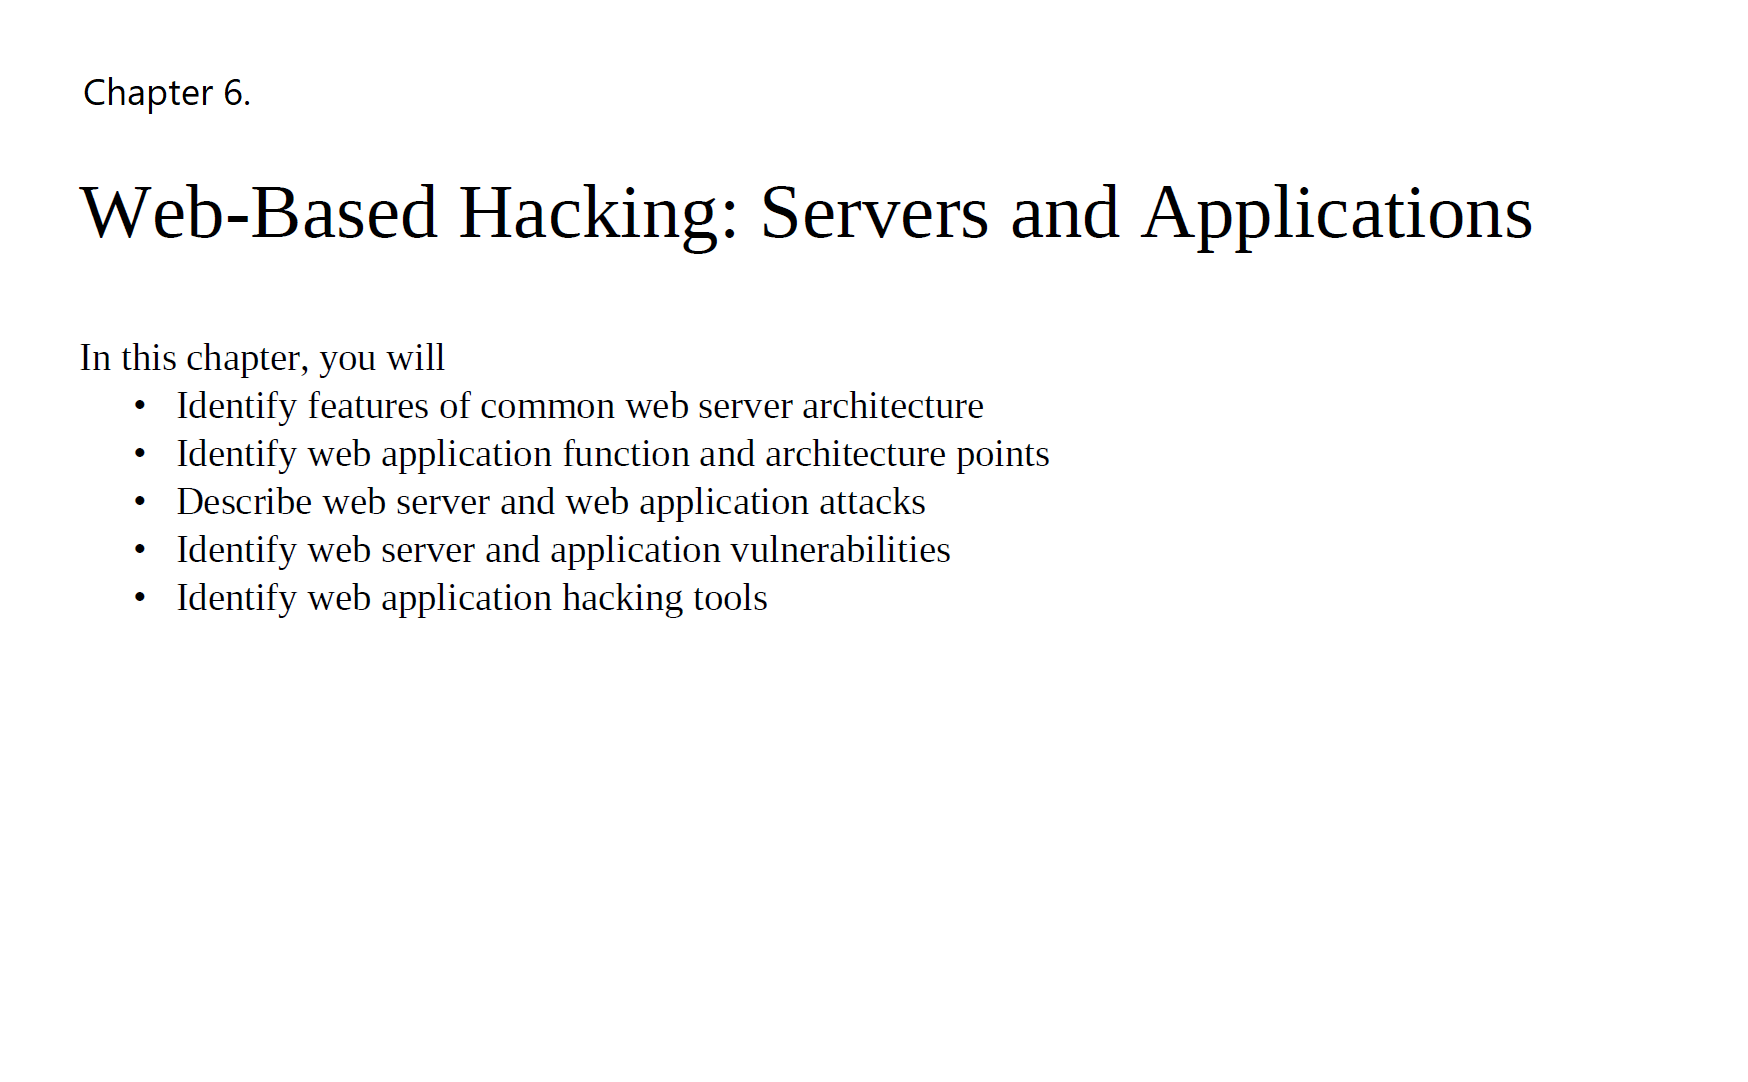 Chapter 6.
Web-Based Hacking: Servers and Applications
In this chapter, you will
• Identify features of common web server architecture
• Identify web application function and architecture points
• Describe web server and web application attacks
• Identify web server and application vulnerabilities
• Identify web application hacking tools